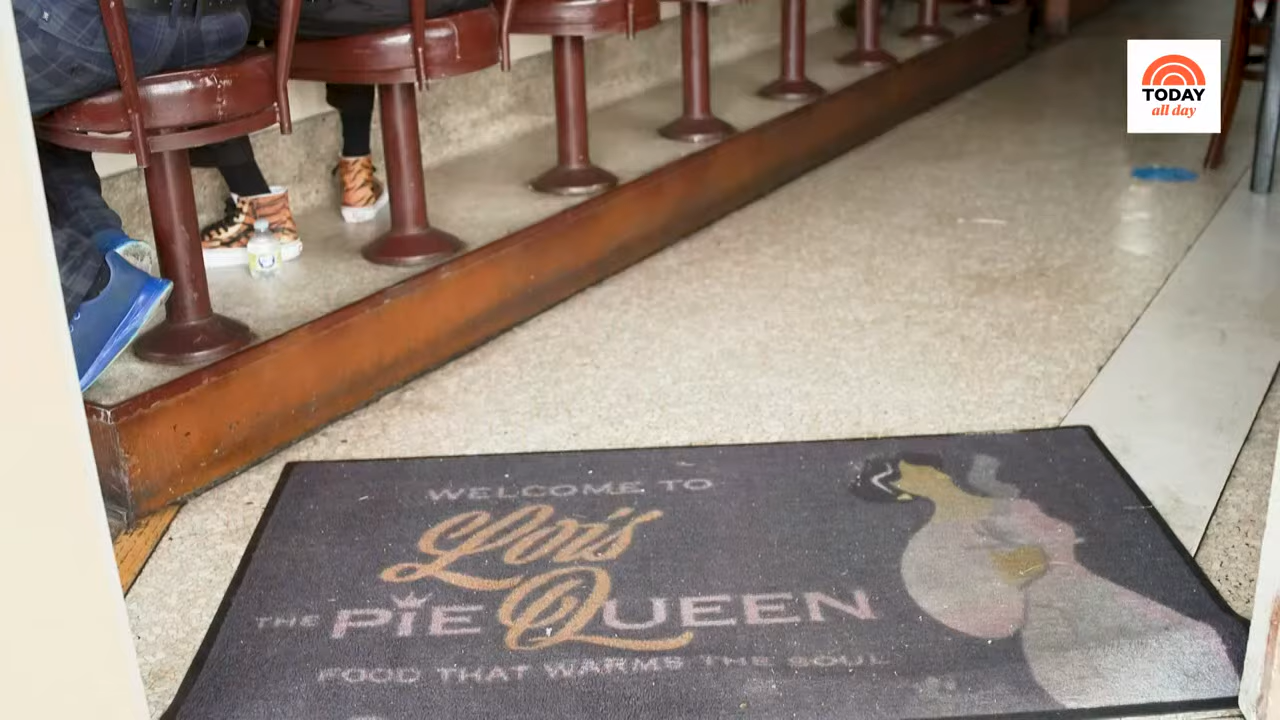 TODAY
all day
WELCOME TO
Lois
THE PIE QUEEN
FOOD THAT WARMS THE SOUL